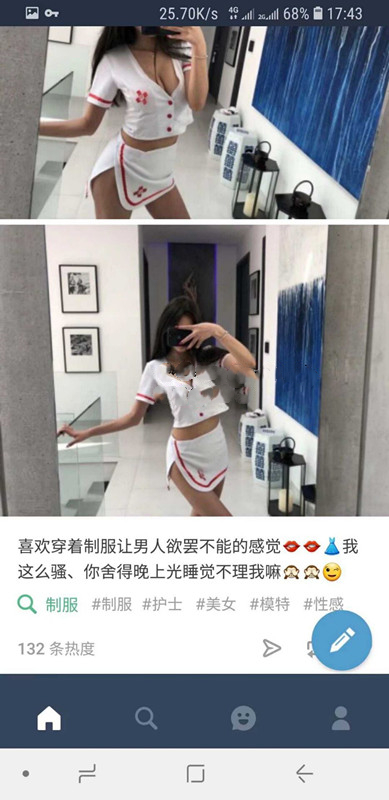 25.70K/s 4G 2G 68% 17:43
喜欢穿着制服让男人欲罢不能的感觉👄👄👗我
这么骚、你舍得晚上光睡觉不理我嘛🙊🙊😉
制服 #制服 #护士 #美女 #模特 #性感
132 条热度